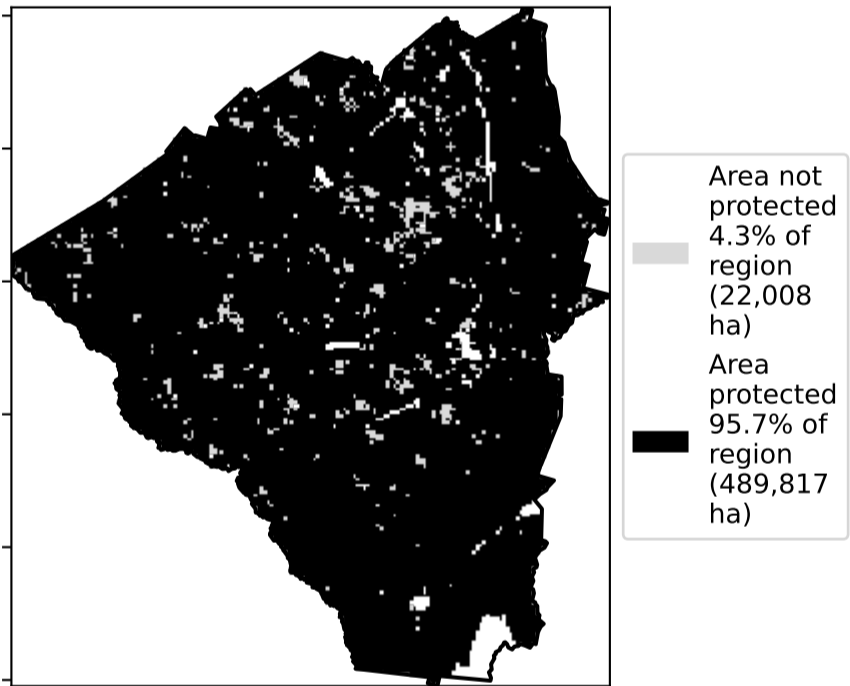 Area not
protected
4.3% of
region
(22,008
ha)
Area
protected
95.7% of
region
(489,817
ha)